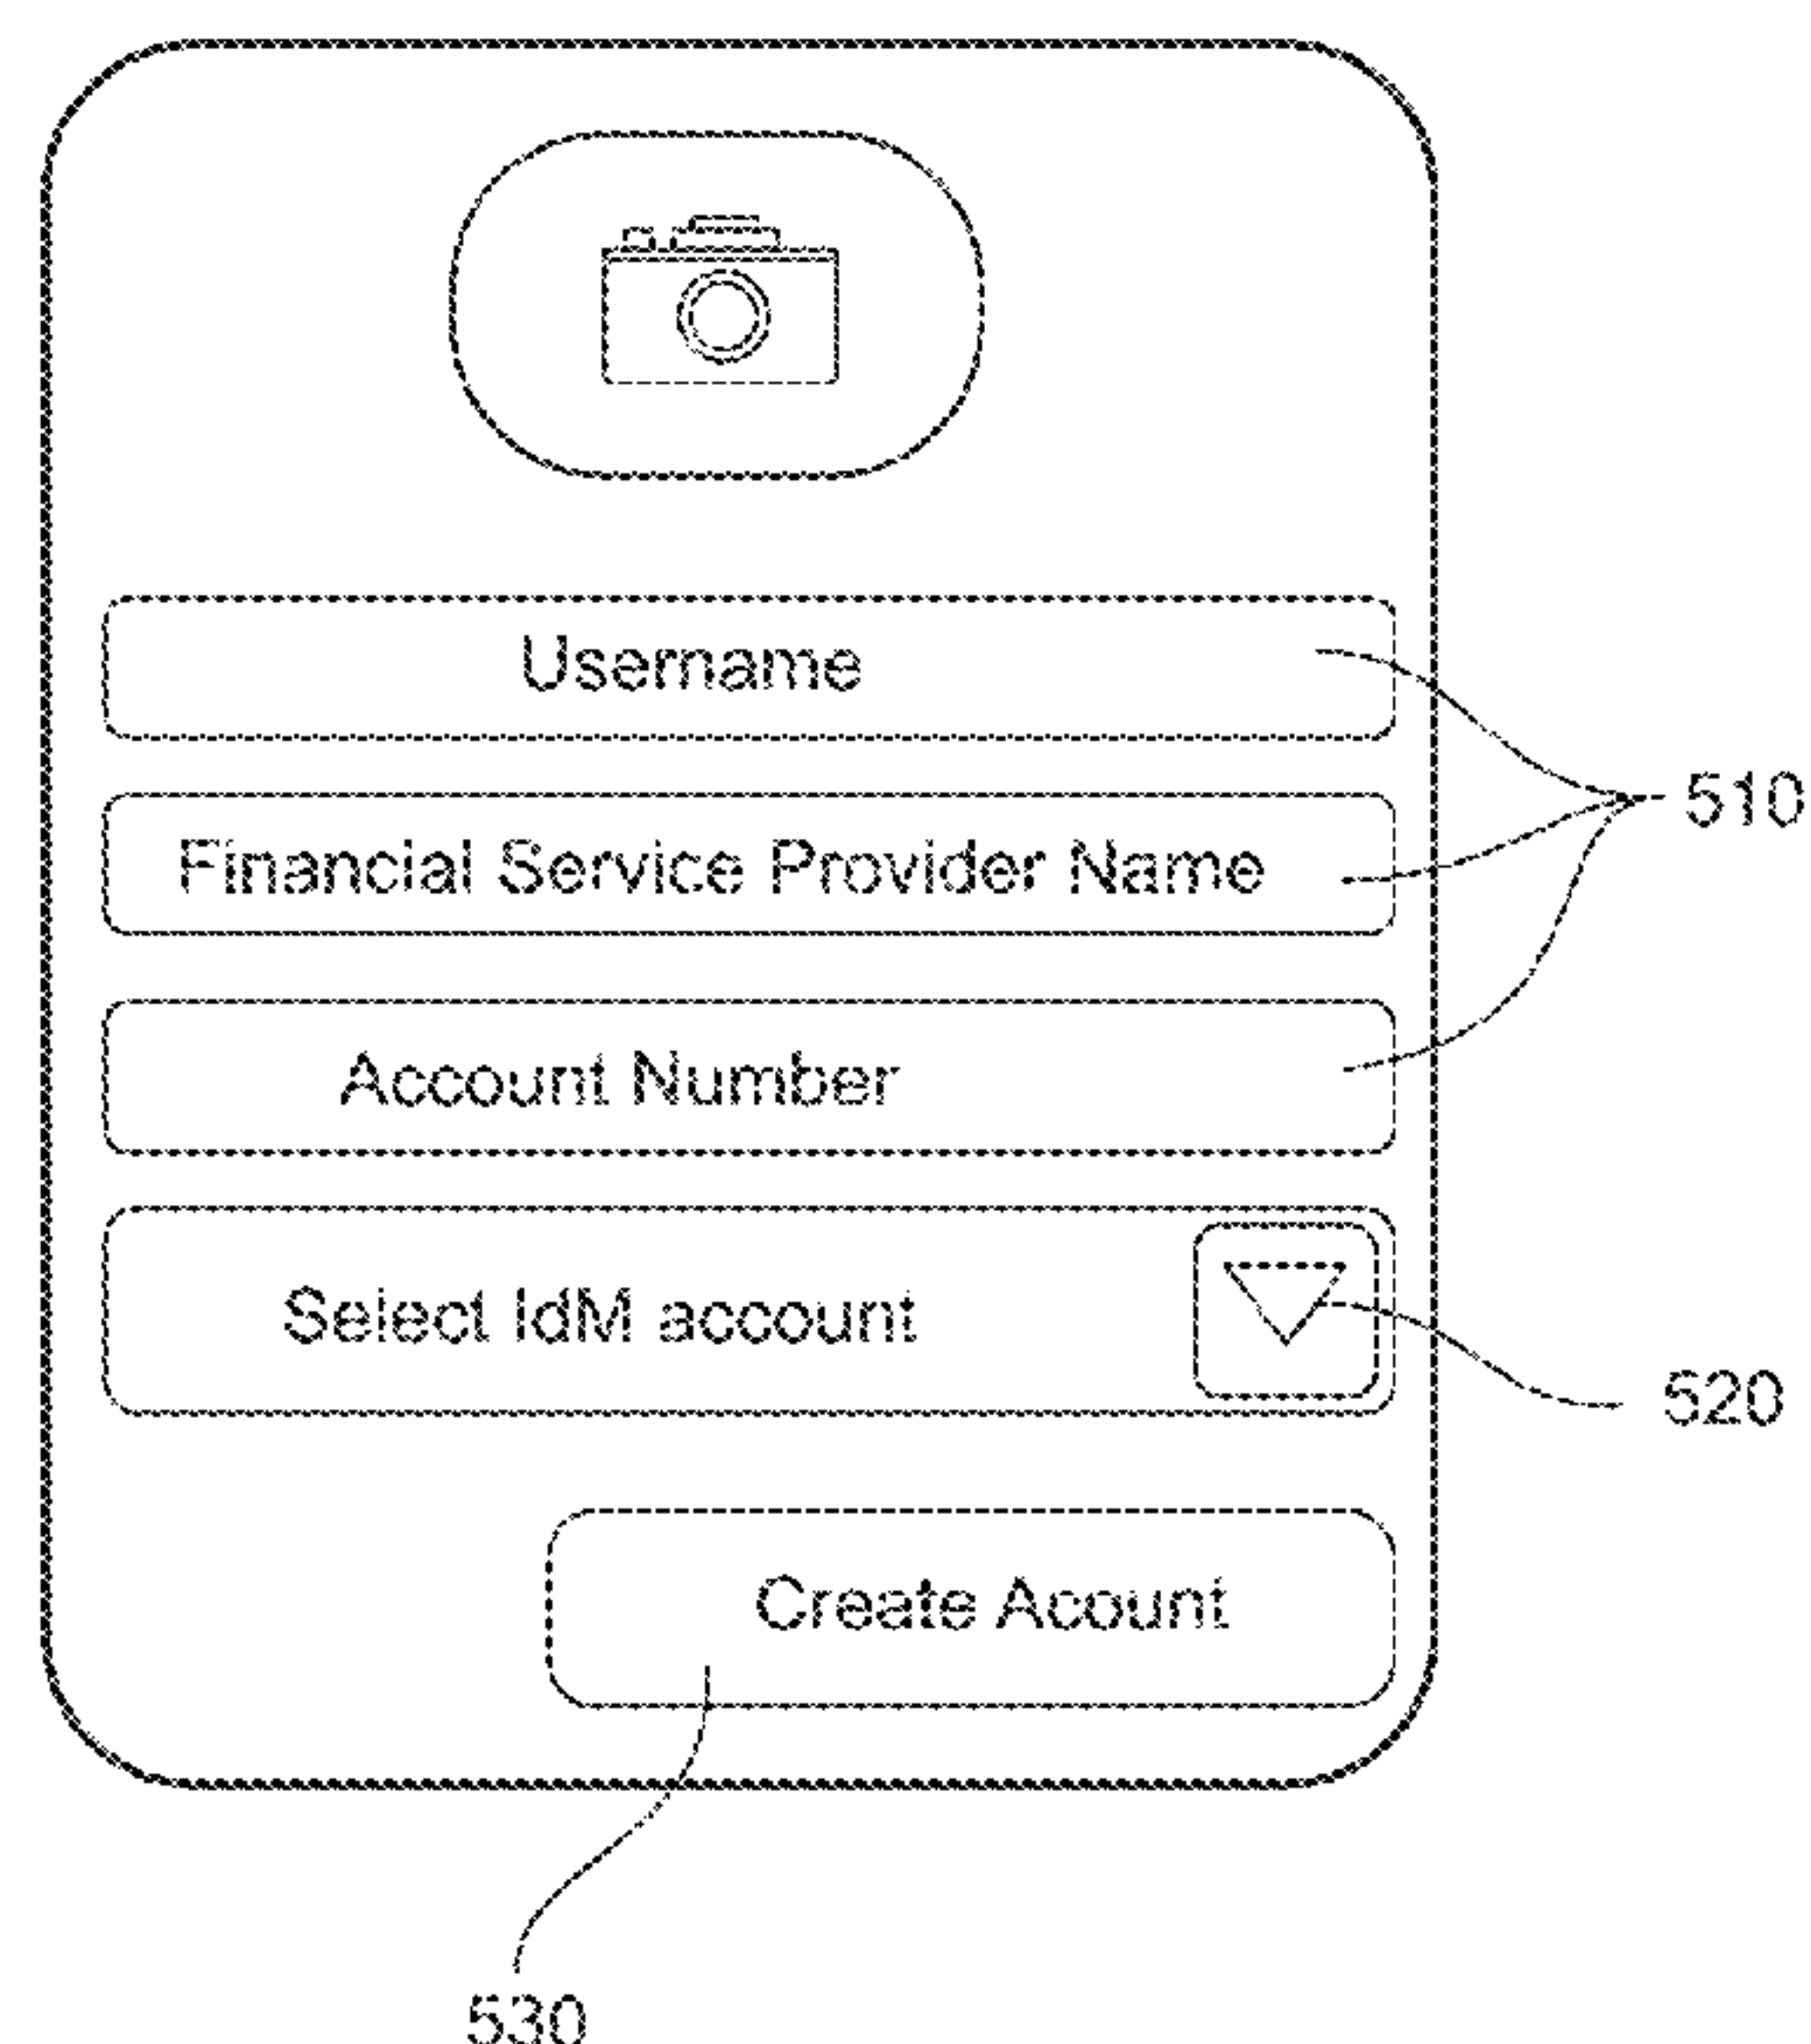 Username
510
Financial Service Provider Name
Account Number
Select IdM account
520
Create Acount
530